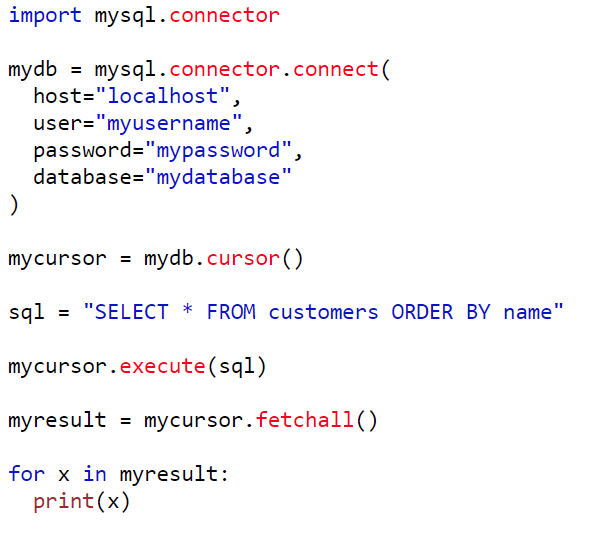 import mysql.connector

mydb = mysql.connector.connect(
  host="localhost",
  user="myusername",
  password="mypassword",
  database="mydatabase"
)

mycursor = mydb.cursor()

sql = "SELECT * FROM customers ORDER BY name"

mycursor.execute(sql)

myresult = mycursor.fetchall()

for x in myresult:
  print(x)